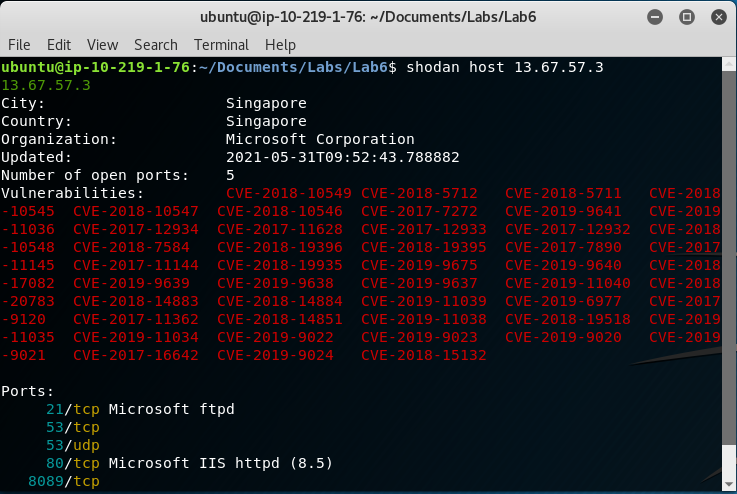 ubuntu@ip-10-219-1-76: ~/Documents/Labs/Lab6
File Edit View Search Terminal Help
ubuntu@ip-10-219-1-76:~/Documents/Labs/Lab6$ shodan host 13.67.57.3
13.67.57.3
City: Singapore
Country: Singapore
Organization: Microsoft Corporation
Updated: 2021-05-31T09:52:43.788882
Number of open ports: 5
Vulnerabilities: CVE-2018-10549 CVE-2018-5712 CVE-2018-5711 CVE-2018
-10545 CVE-2018-10547 CVE-2018-10546 CVE-2017-7272 CVE-2019-9641 CVE-2019
-11036 CVE-2017-12934 CVE-2017-11628 CVE-2017-12933 CVE-2017-12932 CVE-2018
-10548 CVE-2018-7584 CVE-2018-19396 CVE-2018-19395 CVE-2017-7890 CVE-2017
-11145 CVE-2017-11144 CVE-2018-19935 CVE-2019-9675 CVE-2019-9640 CVE-2018
-17082 CVE-2019-9639 CVE-2019-9638 CVE-2019-9637 CVE-2019-11040 CVE-2018
-20783 CVE-2018-14883 CVE-2018-14884 CVE-2019-11039 CVE-2019-6977 CVE-2017
-9120 CVE-2017-11362 CVE-2018-14851 CVE-2019-11038 CVE-2018-19518 CVE-2019
-11035 CVE-2019-11034 CVE-2019-9022 CVE-2019-9023 CVE-2019-9020 CVE-2019
-9021 CVE-2017-16642 CVE-2019-9024 CVE-2018-15132
Ports:
21/tcp Microsoft ftpd
53/tcp
53/udp
80/tcp Microsoft IIS httpd (8.5)
8089/tcp